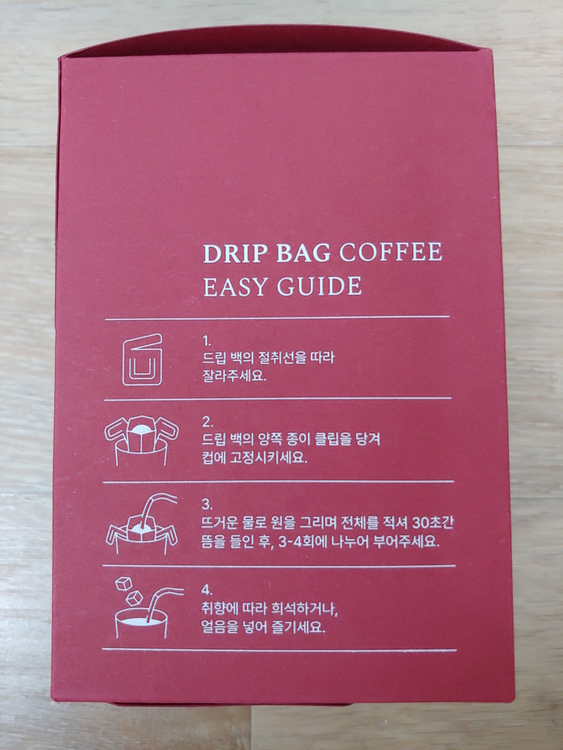 DRIP BAG COFFEE
EASY GUIDE
1.
드립 백의 절취선을 따라
잘라주세요.
2.
드립 백의 양쪽 종이 클립을 당겨
컵에 고정시키세요.
3.
뜨거운 물로 원을 그리며 전체를 적셔 30초간
뜸을 들인 후, 3-4회에 나누어 부어주세요.
4.
취향에 따라 희석하거나,
얼음을 넣어 즐기세요.